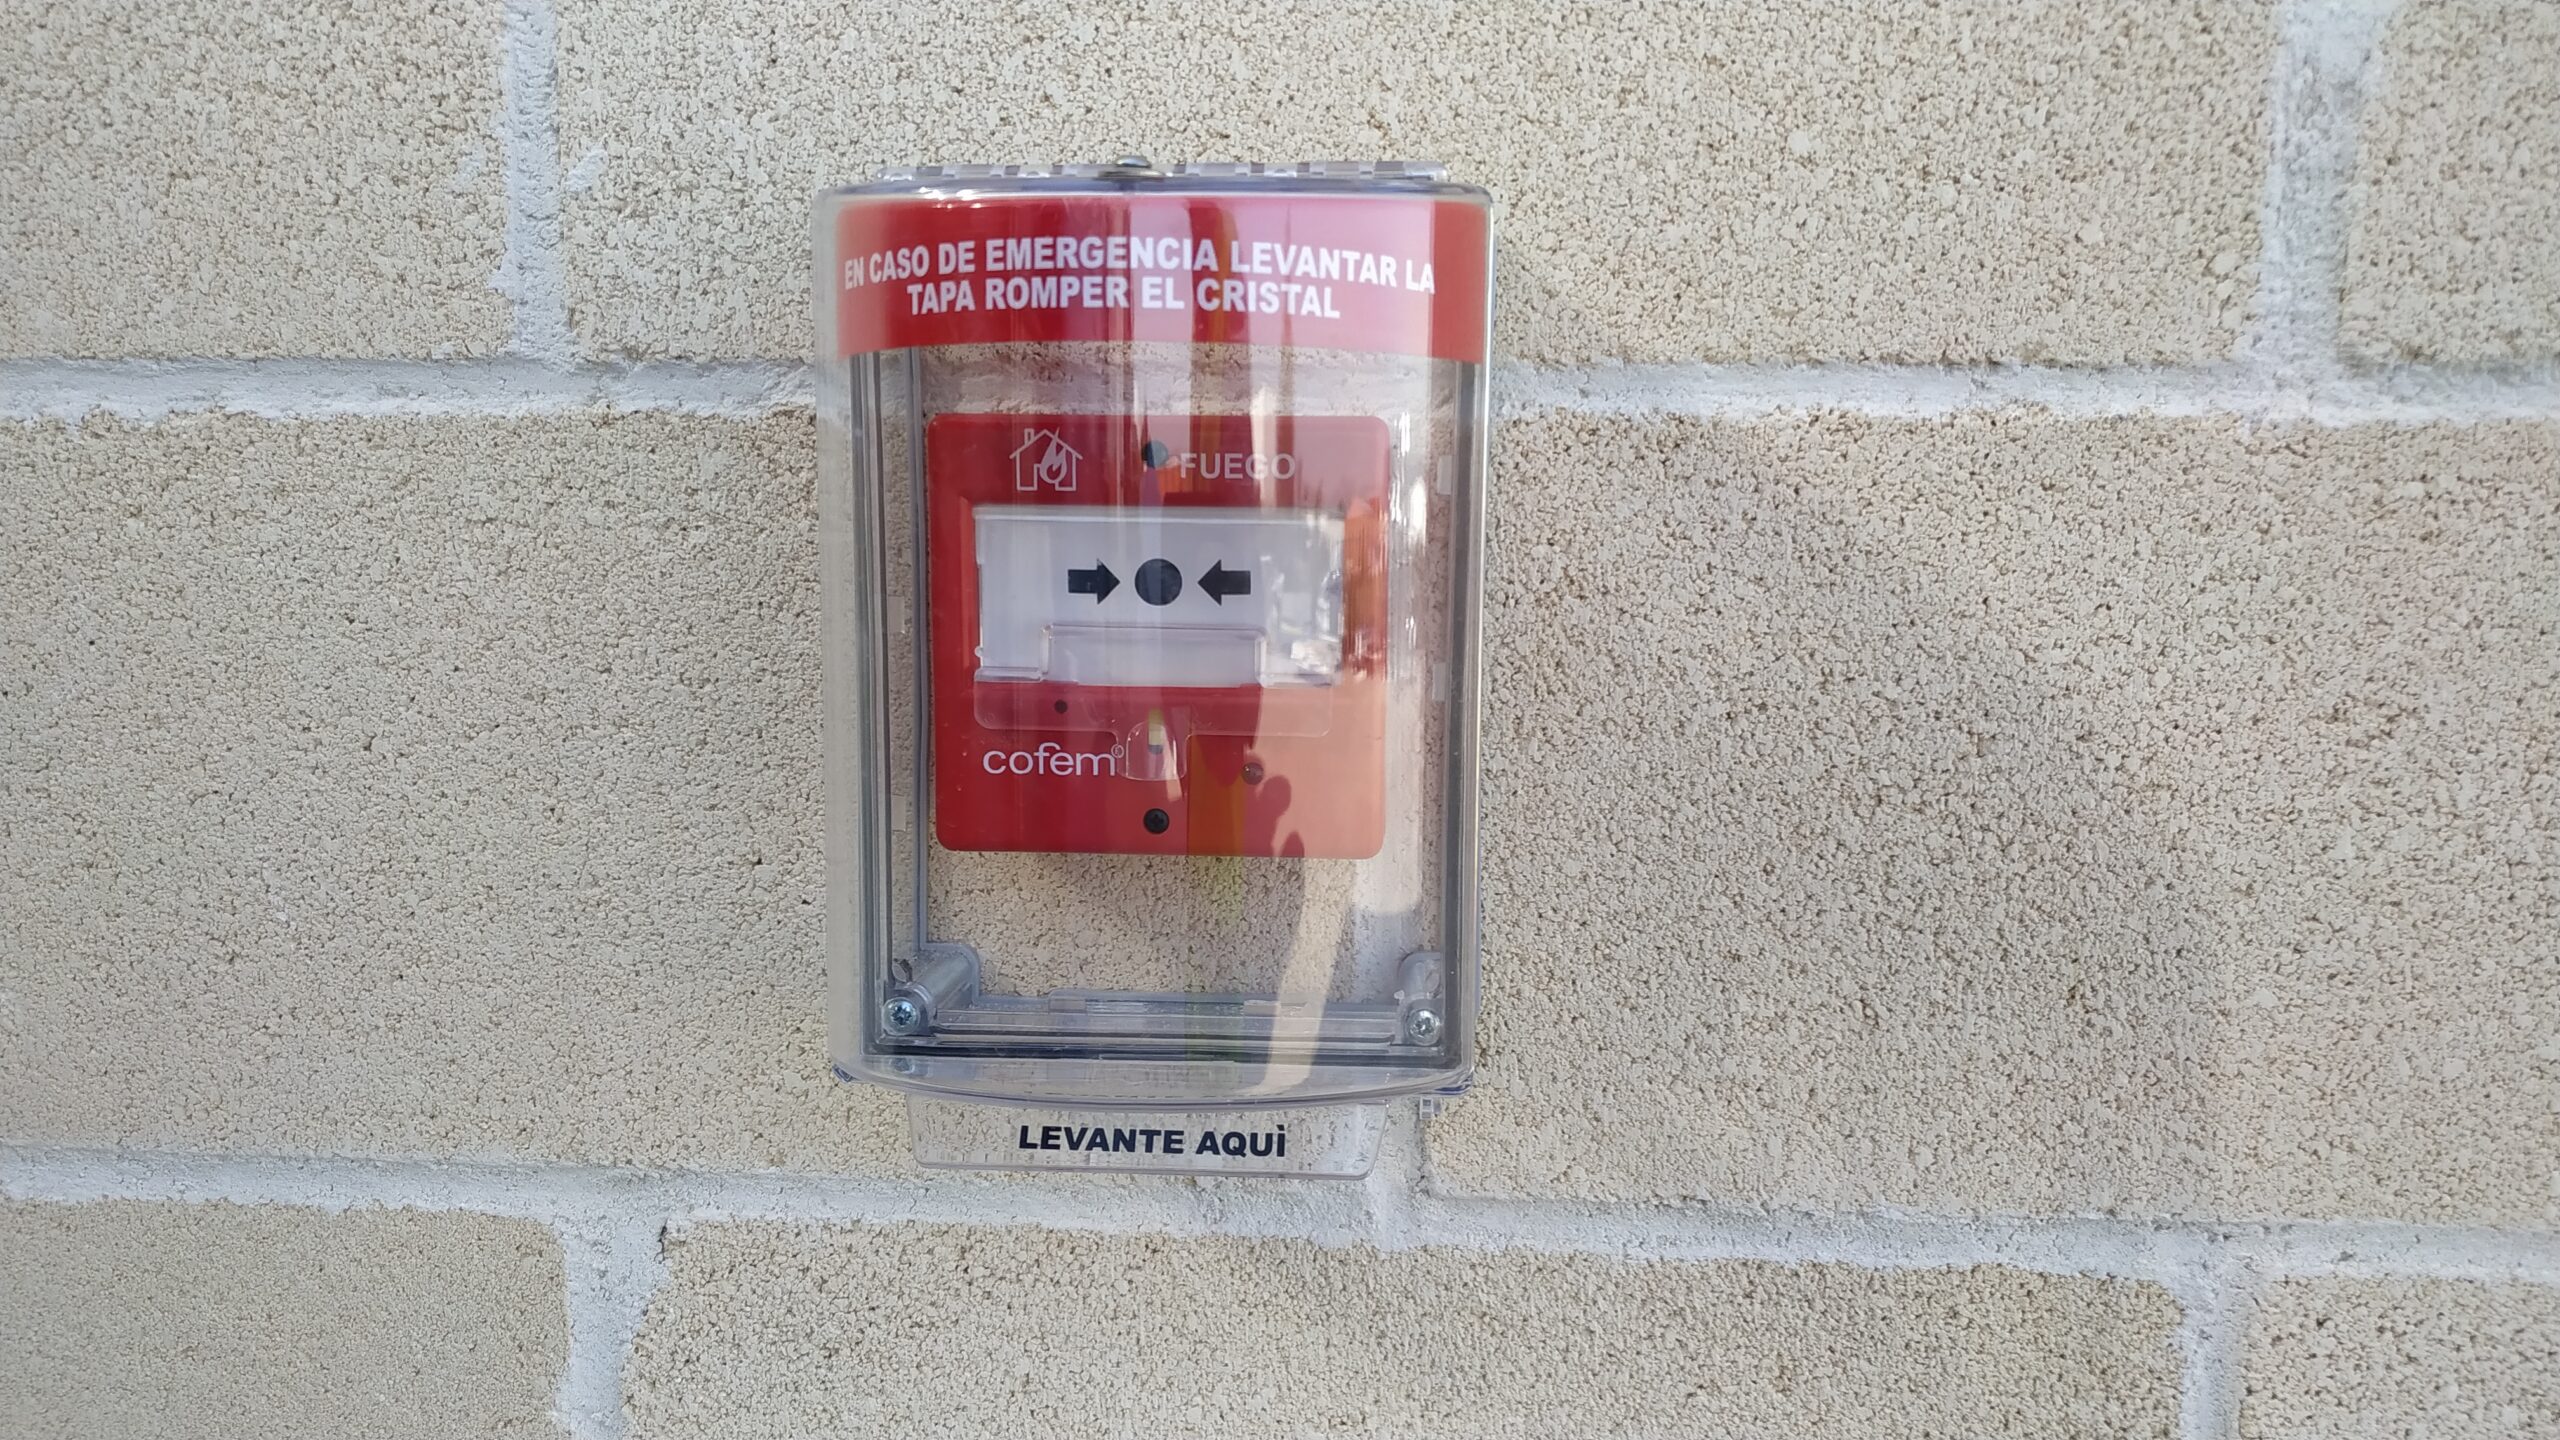 EN CASO DE EMERGENCIA LEVANTAR LA
TAPA ROMPER EL CRISTAL
FUEGO
cofem®
LEVANTE AQUÌ